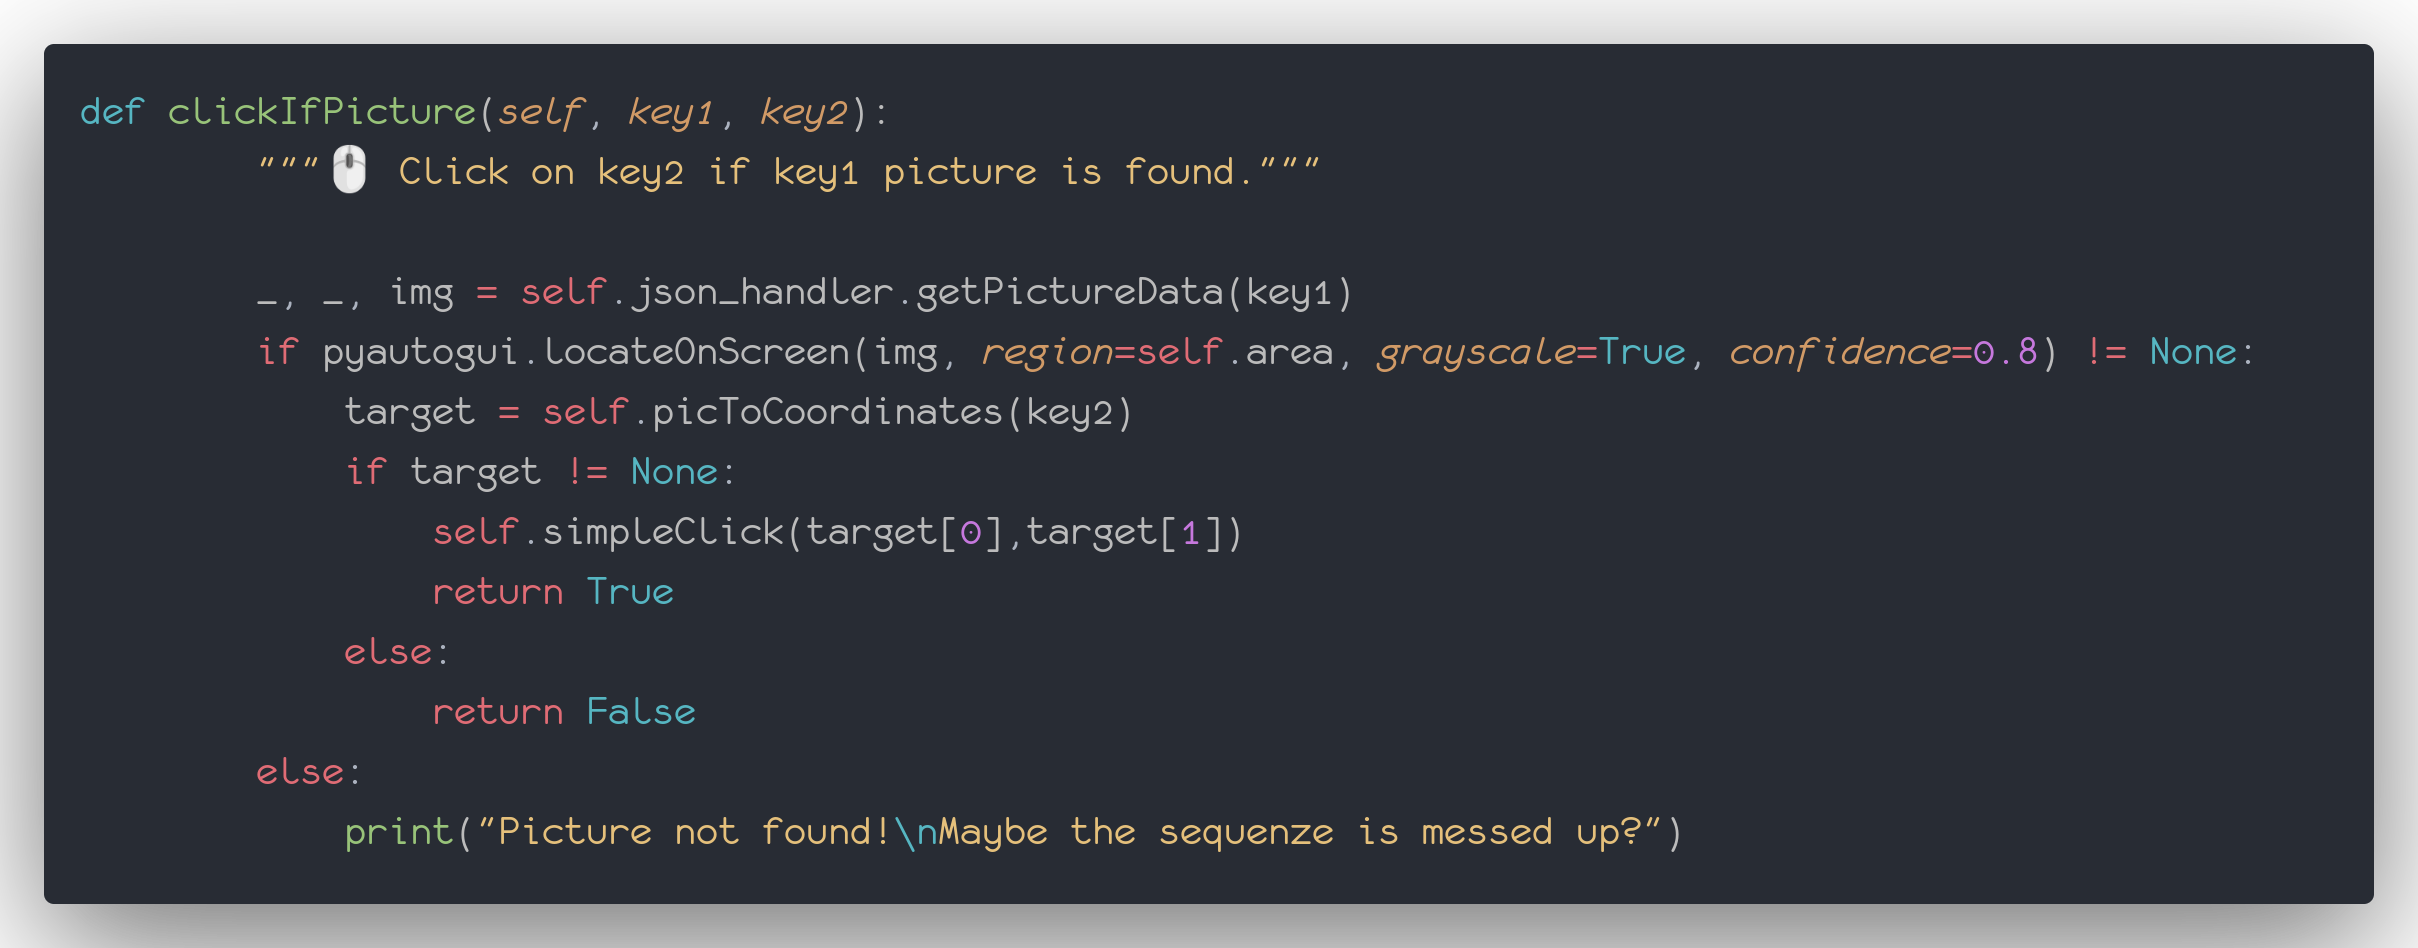 def clickIfPicture(self, key1, key2):
        """🖱️ Click on key2 if key1 picture is found."""

        _, _, img = self.json_handler.getPictureData(key1)
        if pyautogui.locateOnScreen(img, region=self.area, grayscale=True, confidence=0.8) != None:
            target = self.picToCoordinates(key2)
            if target != None:
                self.simpleClick(target[0],target[1])
                return True
            else:
                return False
        else:
            print("Picture not found!\nMaybe the sequenze is messed up?")